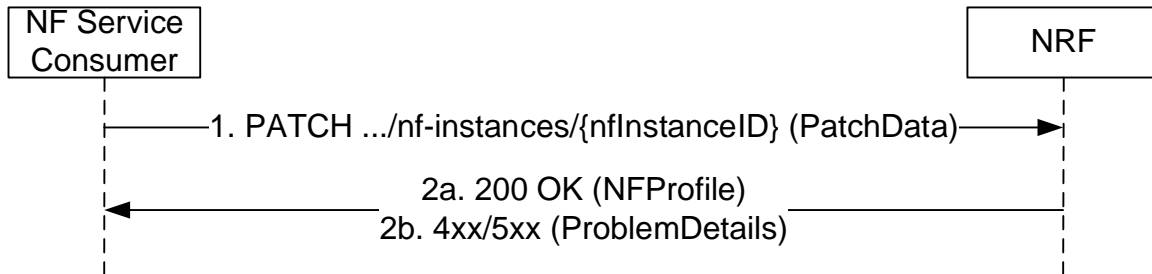 NF Service
Consumer
NRF
1. PATCH .../nf-instances/{nfInstanceID} (PatchData)
2a. 200 OK (NFProfile)
2b. 4xx/5xx (ProblemDetails)